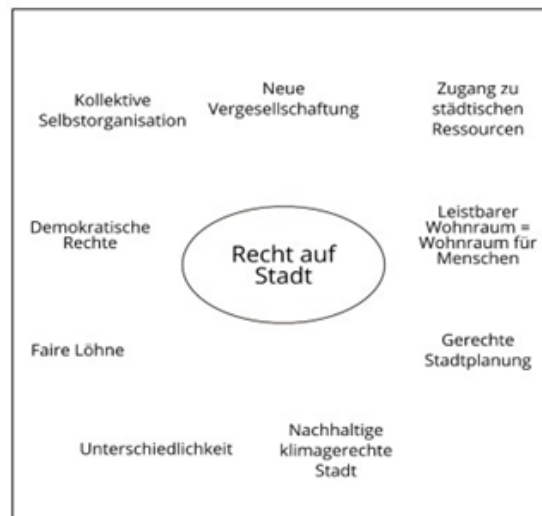 Kollektive
Selbstorganisation
Neue
Vergesellschaftung
Zugang zu
städtischen
Ressourcen
Demokratische
Rechte
Recht auf
Stadt
Leistbarer
Wohnraum =
Wohnraum für
Menschen
Faire Löhne
Gerechte
Stadtplanung
Unterschiedlichkeit
Nachhaltige
klimagerechte
Stadt